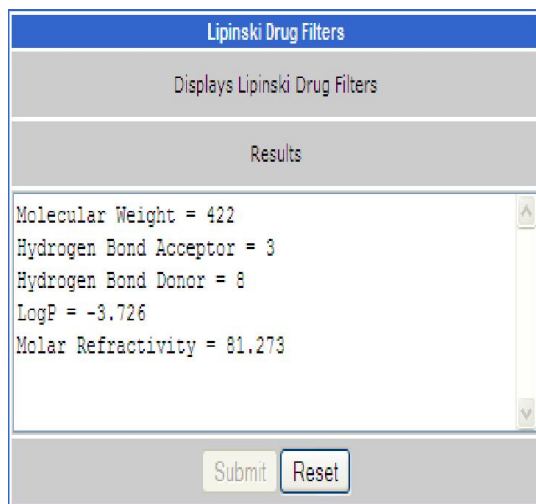 Lipinski Drug Filters
Displays Lipinski Drug Filters
Results
Molecular Weight = 422
Hydrogen Bond Acceptor = 3
Hydrogen Bond Donor = 8
LogP = -3.726
Molar Refractivity = 81.273
Submit Reset